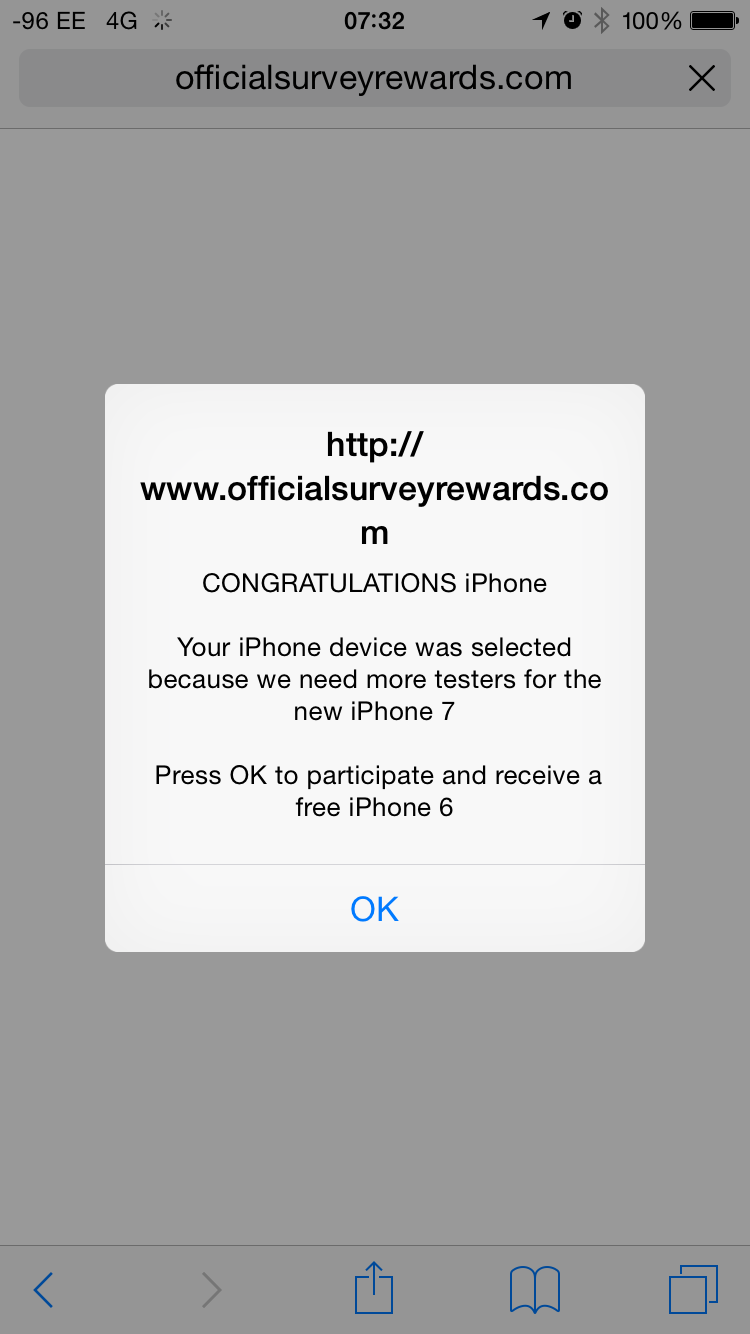 -96 EE 4G 07:32 100%
officialsurveyrewards.com
http://
www.officialsurveyrewards.co
m
CONGRATULATIONS iPhone
Your iPhone device was selected
because we need more testers for the
new iPhone 7
Press OK to participate and receive a
free iPhone 6
OK